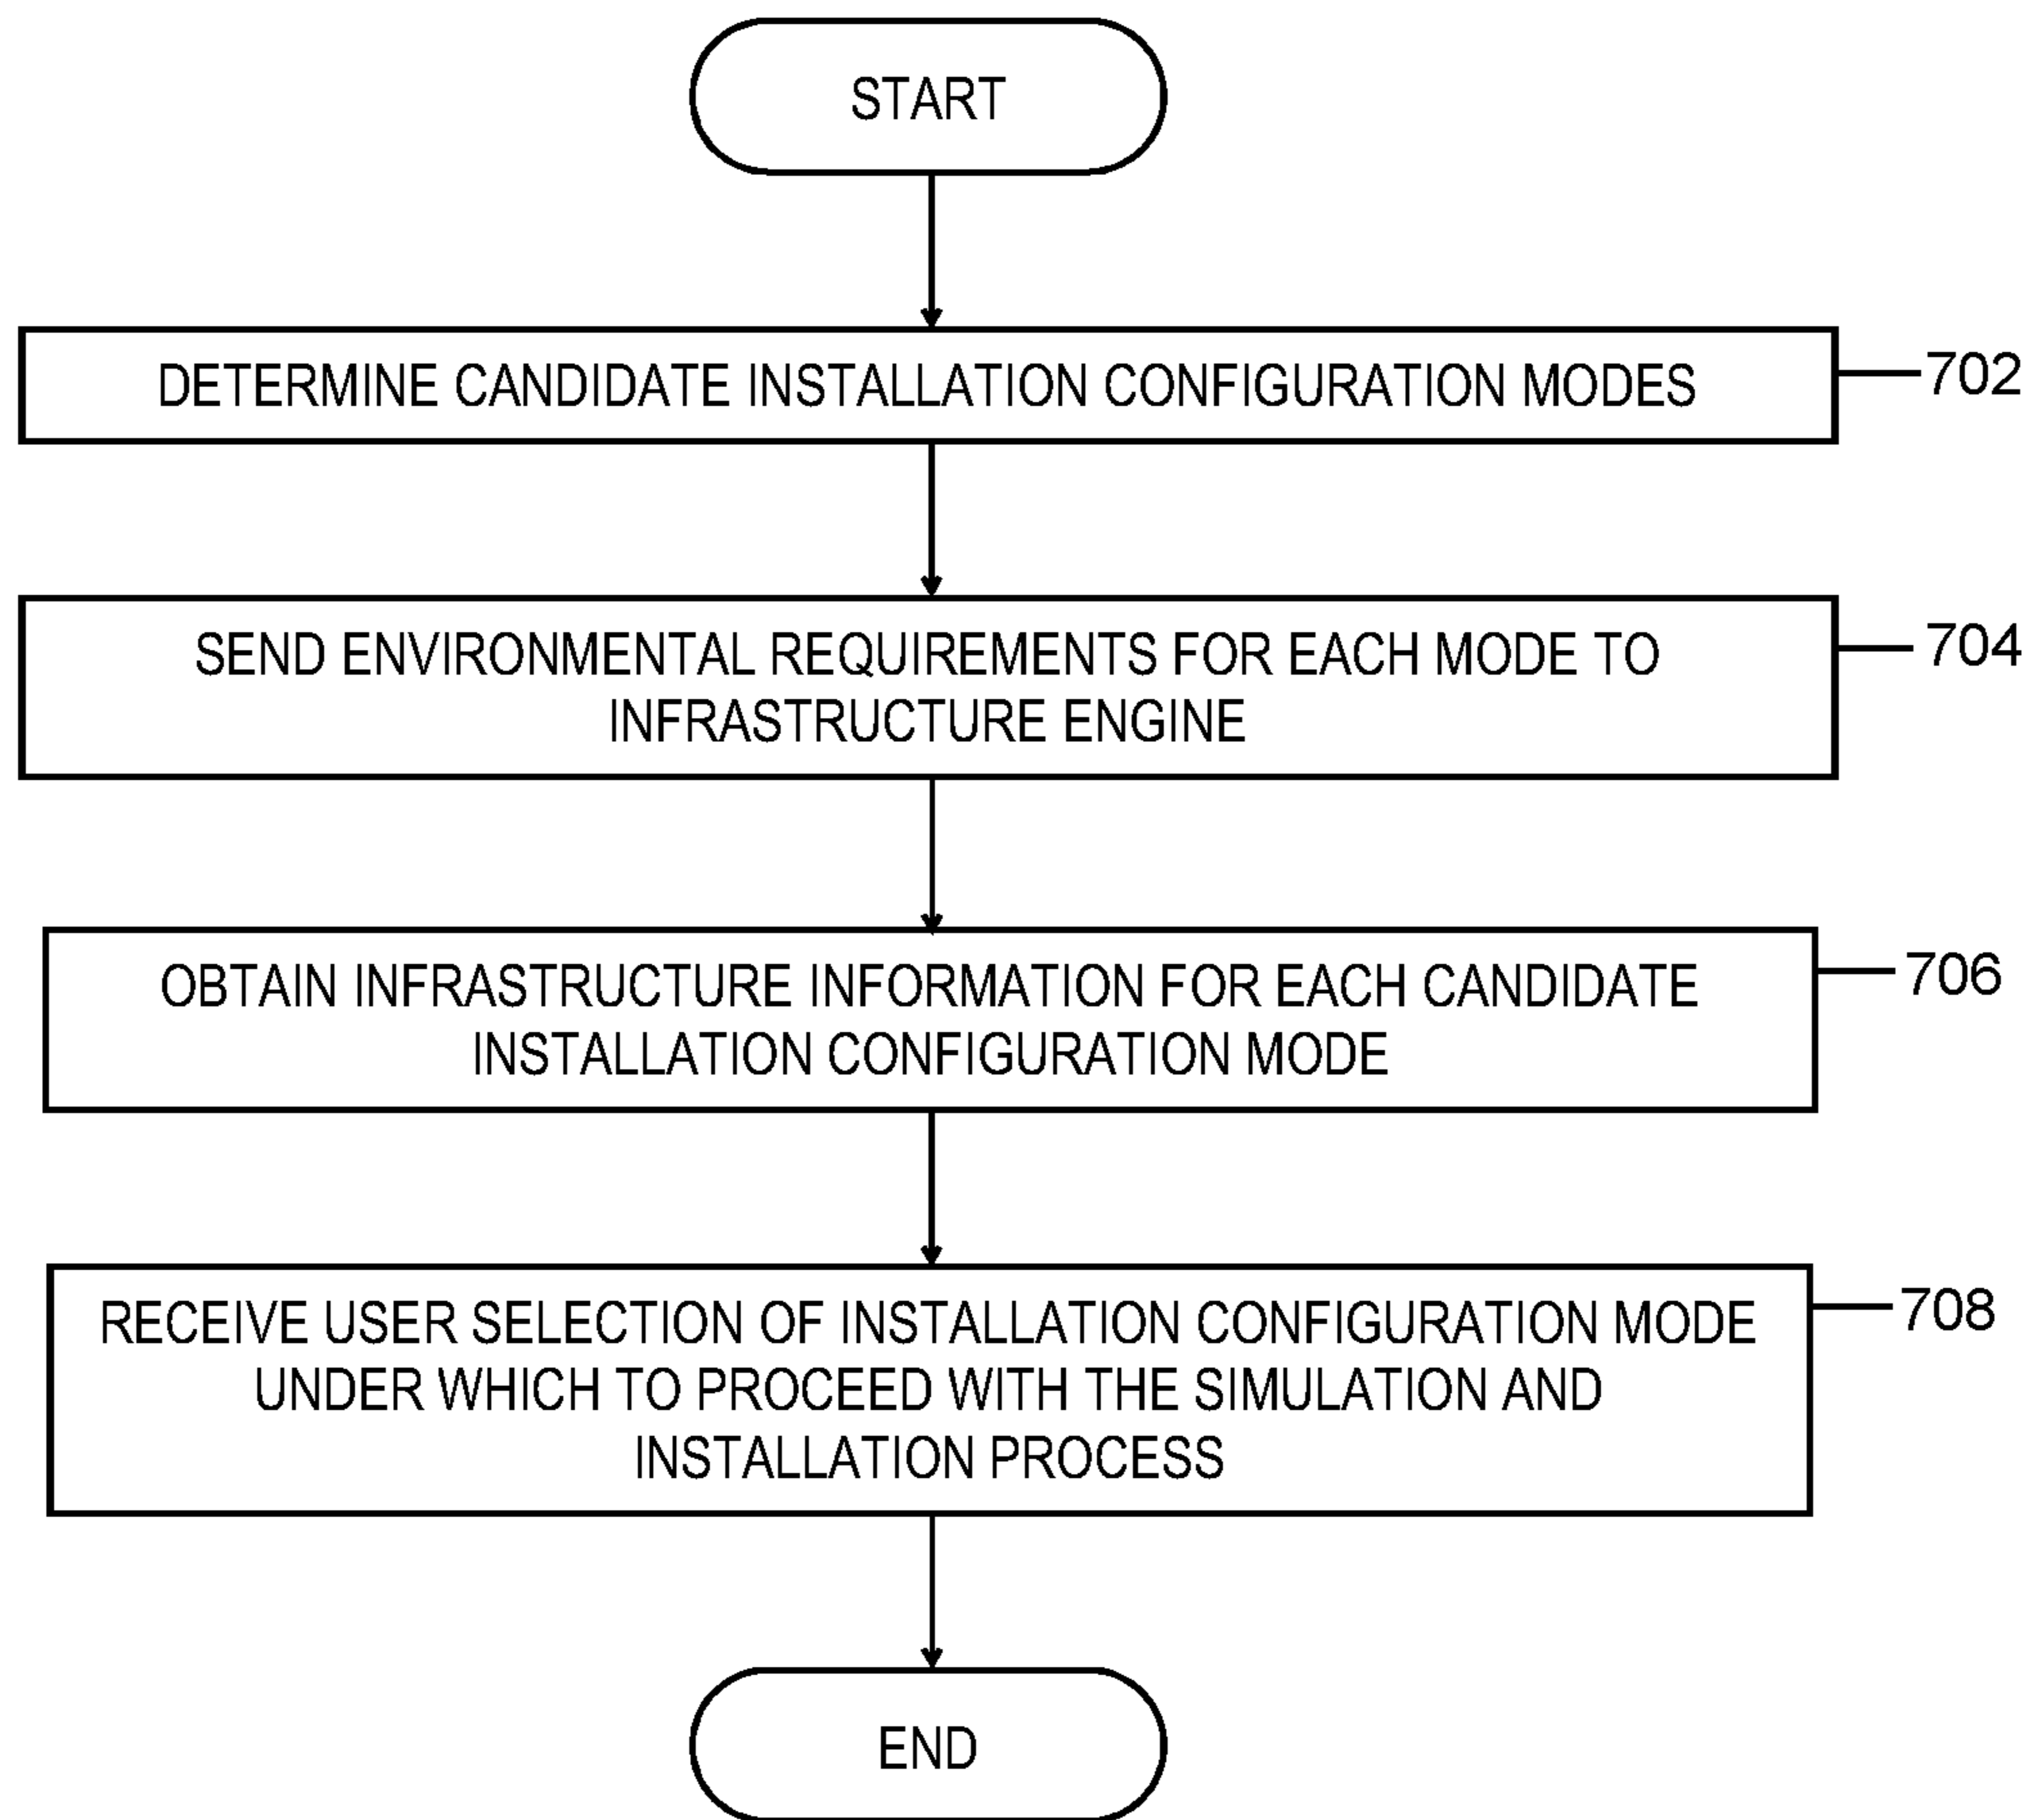 START
DETERMINE CANDIDATE INSTALLATION CONFIGURATION MODES
702
SEND ENVIRONMENTAL REQUIREMENTS FOR EACH MODE TO
INFRASTRUCTURE ENGINE
704
OBTAIN INFRASTRUCTURE INFORMATION FOR EACH CANDIDATE
INSTALLATION CONFIGURATION MODE
706
RECEIVE USER SELECTION OF INSTALLATION CONFIGURATION MODE
UNDER WHICH TO PROCEED WITH THE SIMULATION AND
INSTALLATION PROCESS
708
END